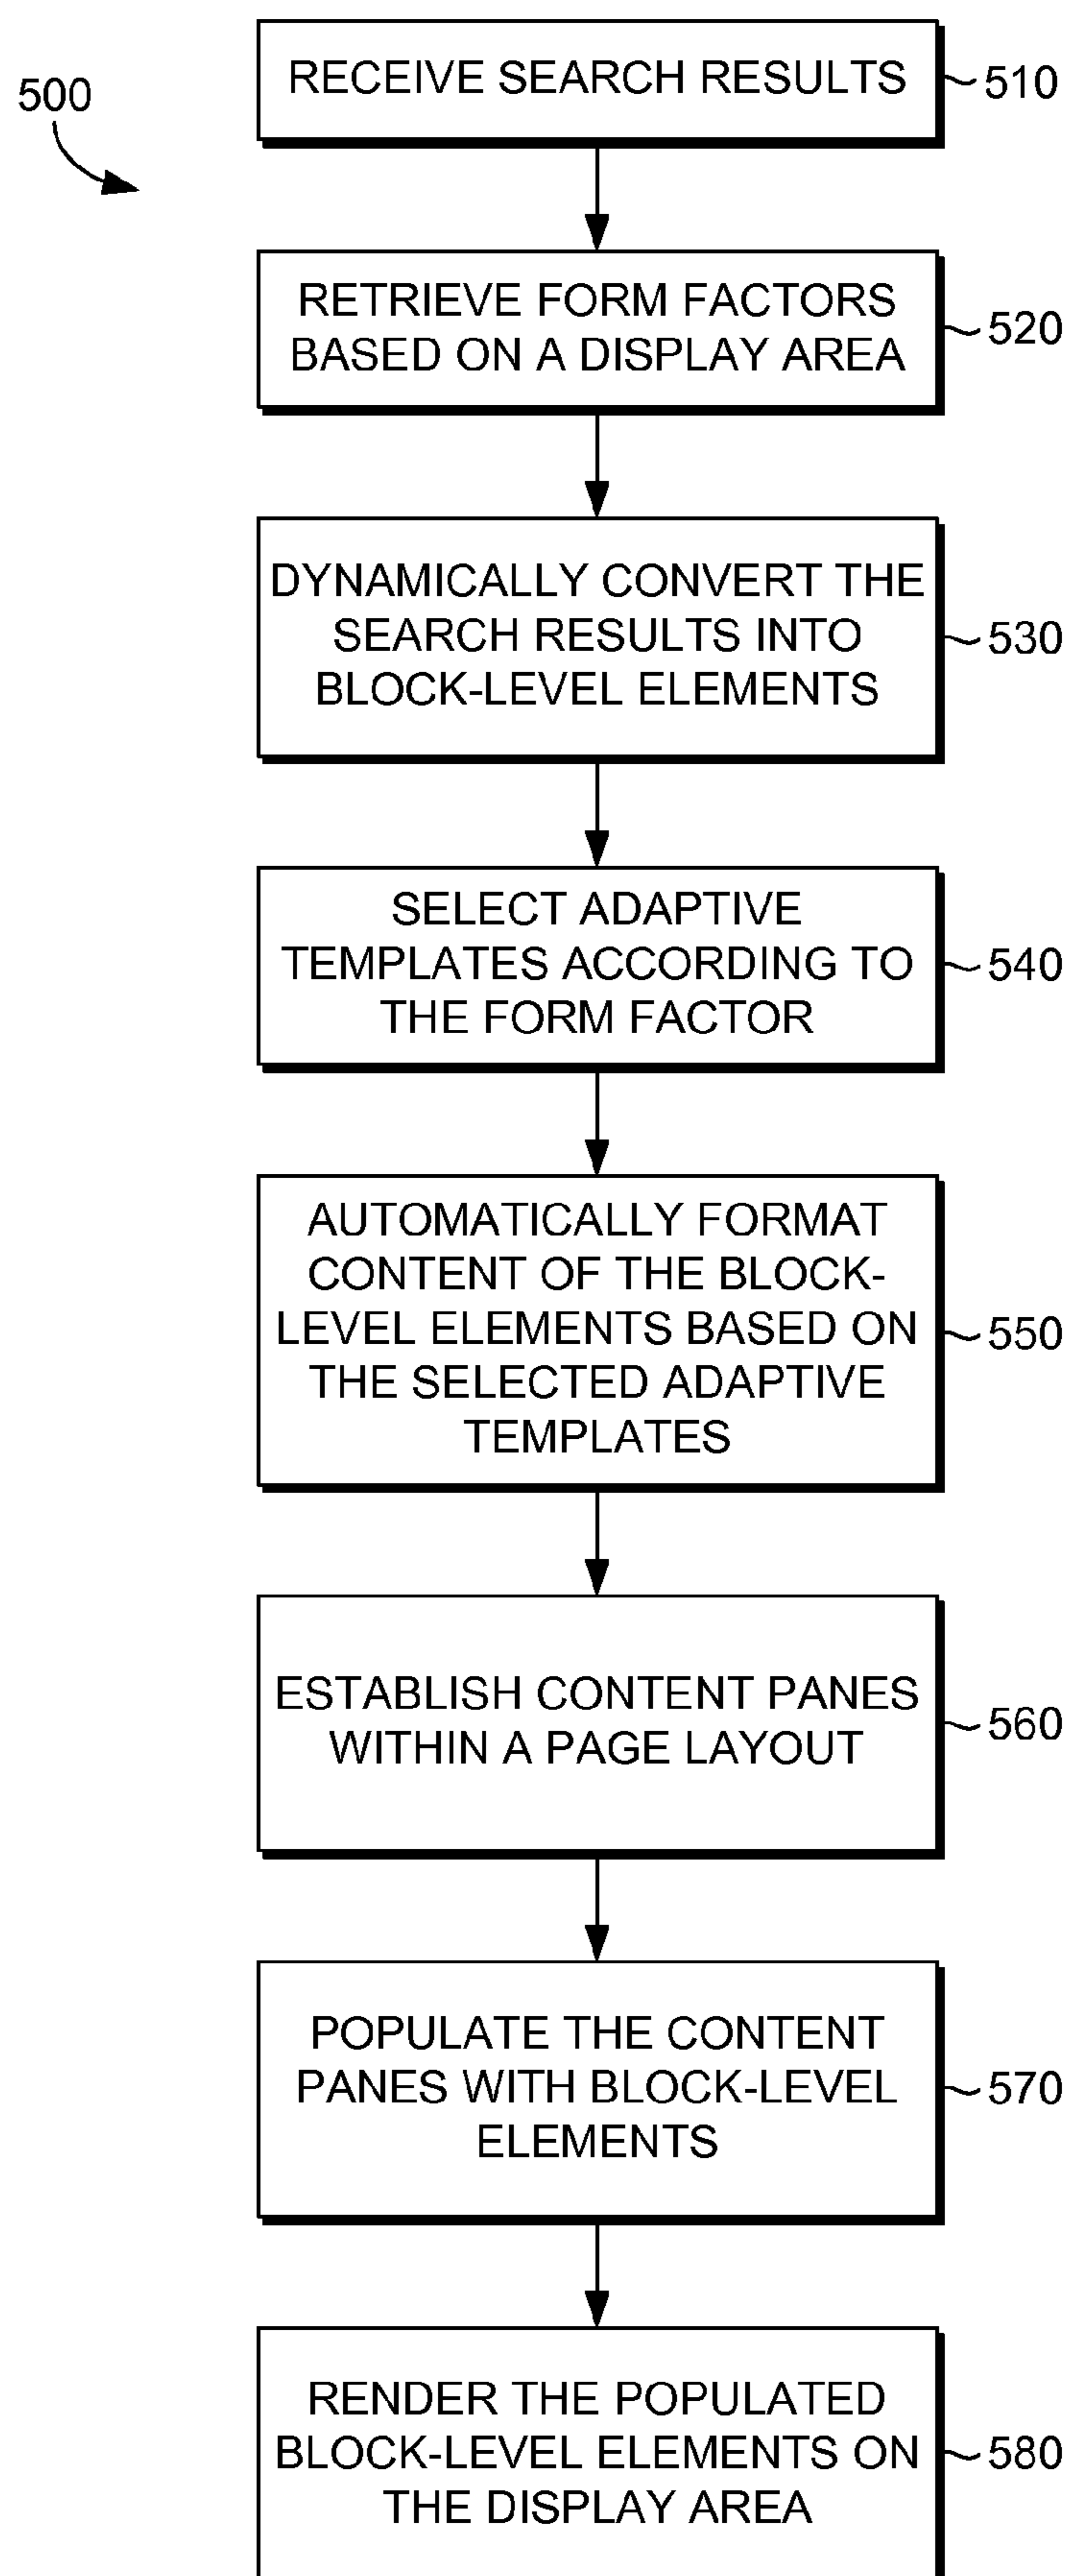 500
RECEIVE SEARCH RESULTS
510
RETRIEVE FORM FACTORS
BASED ON A DISPLAY AREA
520
DYNAMICALLY CONVERT THE
SEARCH RESULTS INTO
BLOCK-LEVEL ELEMENTS
530
SELECT ADAPTIVE
TEMPLATES ACCORDING TO
THE FORM FACTOR
540
AUTOMATICALLY FORMAT
CONTENT OF THE BLOCK-
LEVEL ELEMENTS BASED ON
THE SELECTED ADAPTIVE
TEMPLATES
550
ESTABLISH CONTENT PANES
WITHIN A PAGE LAYOUT
560
POPULATE THE CONTENT
PANES WITH BLOCK-LEVEL
ELEMENTS
570
RENDER THE POPULATED
BLOCK-LEVEL ELEMENTS ON
THE DISPLAY AREA
580